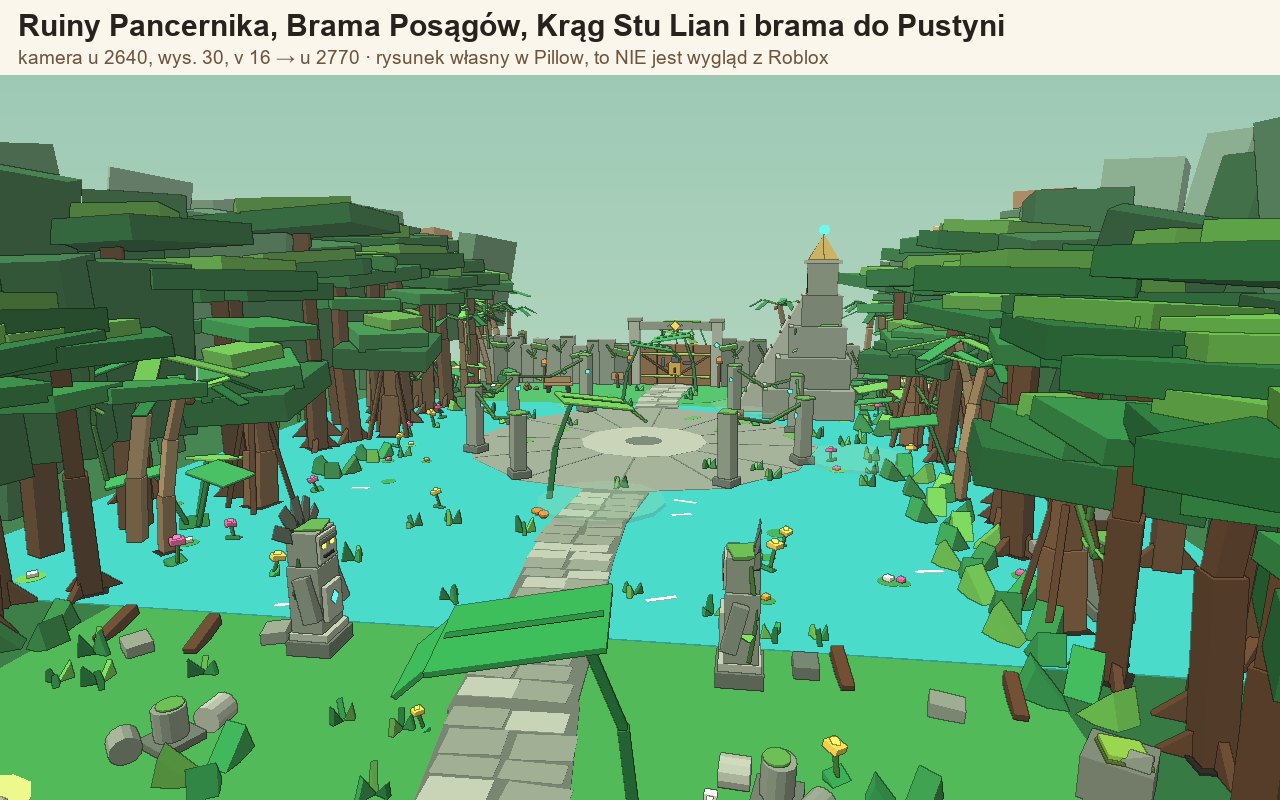 Ruiny Pancernika, Brama Posągów, Krąg Stu Lian i brama do Pustyni
kamera u 2640, wys. 30, v 16 → u 2770 · rysunek własny w Pillow, to NIE jest wygląd z Roblox